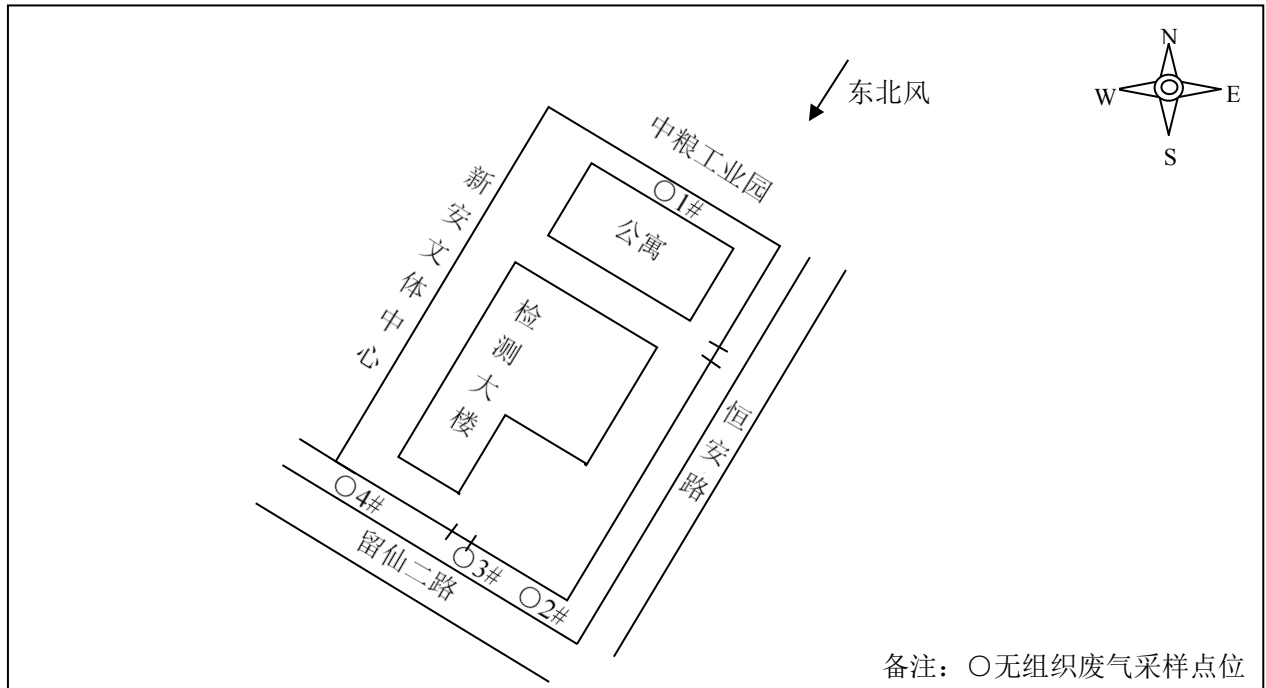 N
东北风
W
E
S
中粮工业园
新安文体中心
○1#
公寓
检测大楼
恒安路
○4#
○3#
留仙二路
○2#
备注：○无组织废气采样点位